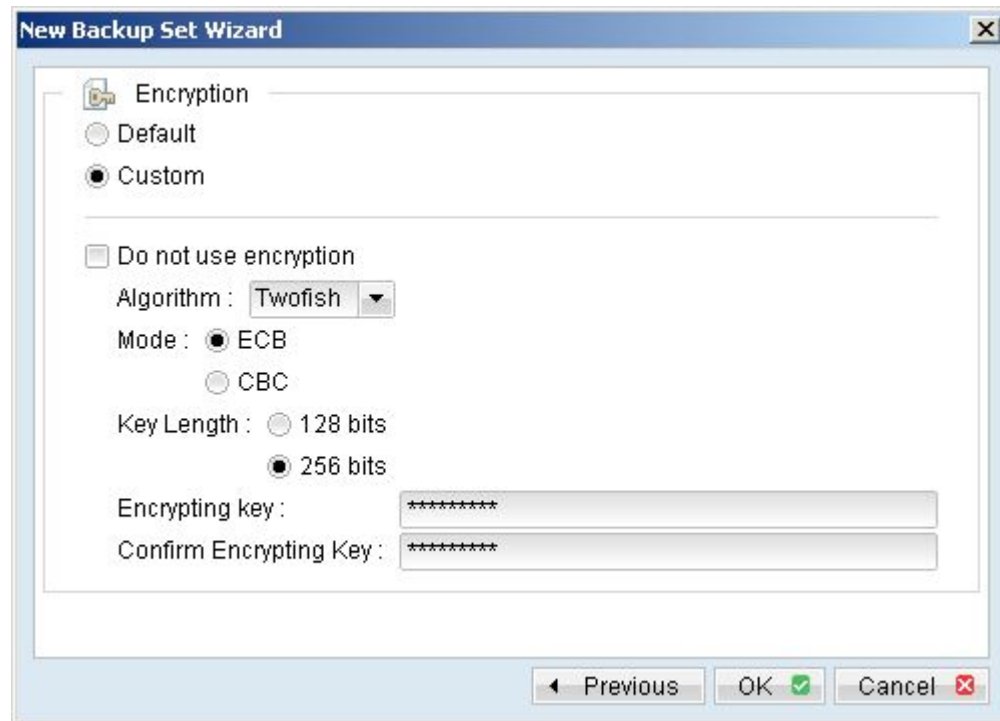 New Backup Set Wizard
Encryption
Default
Custom
Do not use encryption
Algorithm : Twofish
Mode : ECB
CBC
Key Length : 128 bits
256 bits
Encrypting key : *********
Confirm Encrypting Key : *********
Previous OK Cancel